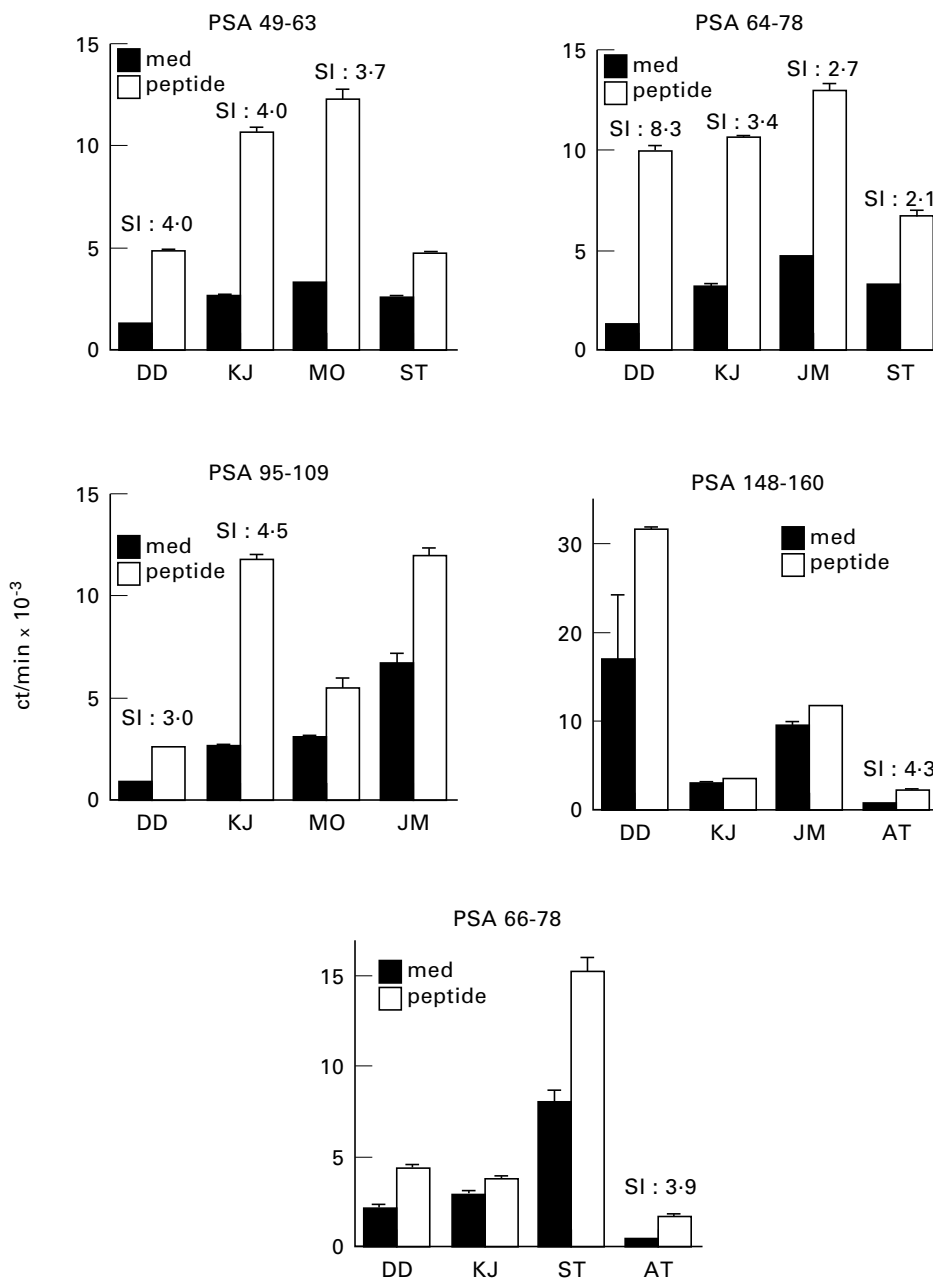 PSA 49-63
med
peptide
SI : 4·0
SI : 4·0
SI : 3·7
15
10
5
0
DD KJ MO ST
PSA 64-78
med
peptide
SI : 8·3
SI : 3·4
SI : 2·7
SI : 2·1
15
10
5
0
DD KJ JM ST
ct/min x 10-3
PSA 95-109
med
peptide
SI : 3·0
SI : 4·5
15
10
5
0
DD KJ MO JM
PSA 148-160
med
peptide
SI : 4·3
30
20
10
0
DD KJ JM AT
PSA 66-78
med
peptide
SI : 3·9
15
10
5
0
DD KJ ST AT